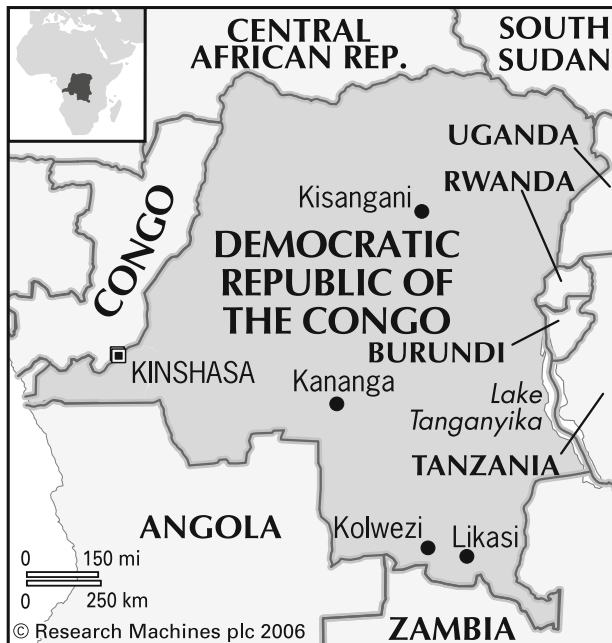 CENTRAL
AFRICAN REP.
SOUTH
SUDAN
UGANDA
RWANDA
Kisangani
CONGO
DEMOCRATIC
REPUBLIC OF
THE CONGO
BURUNDI
KINSHASA
Kananga
Lake
Tanganyika
TANZANIA
ANGOLA
Kolwezi
Likasi
0 150 mi
0 250 km
ZAMBIA
© Research Machines plc 2006